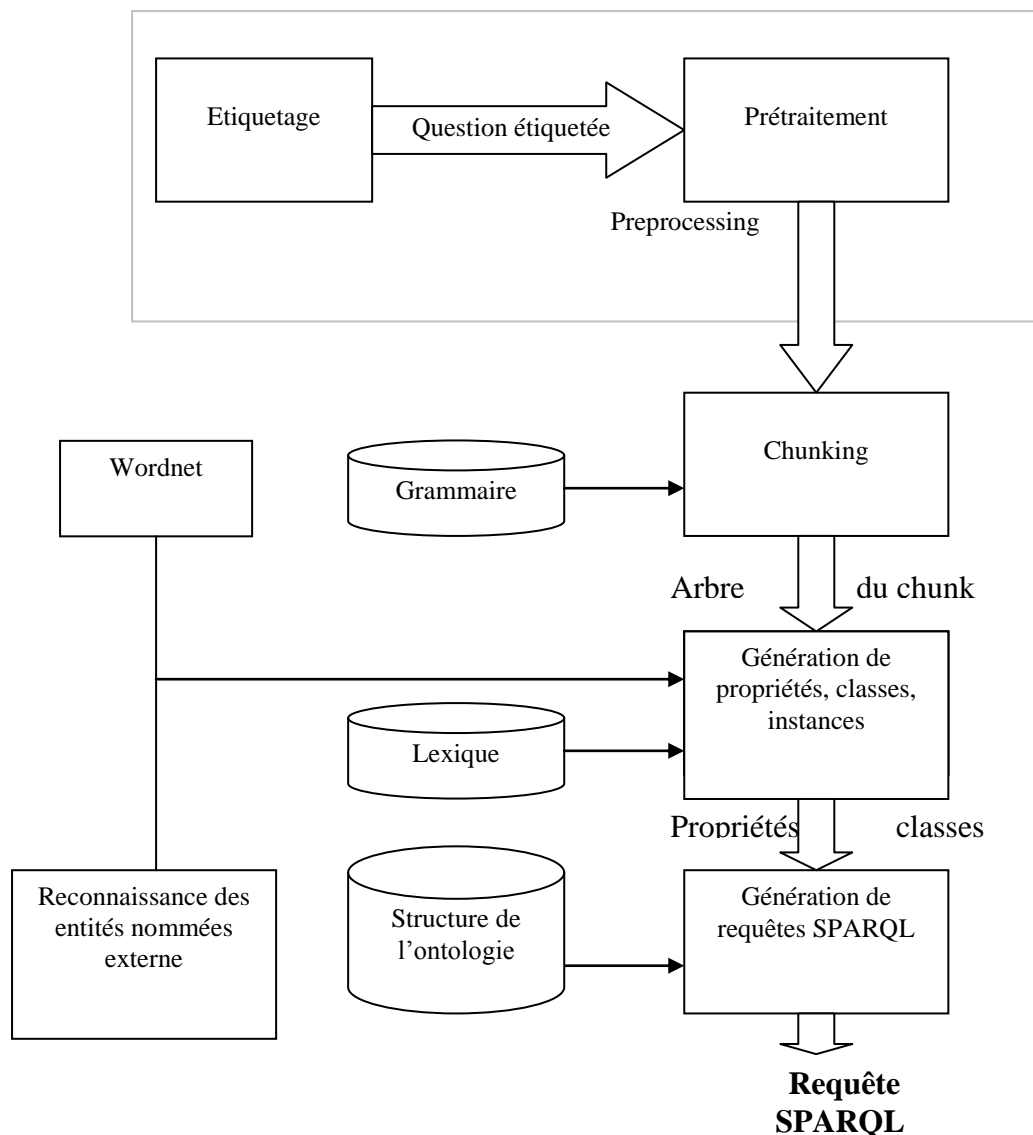 Etiquetage
Question étiquetée
Prétraitement
Preprocessing
Chunking
Wordnet
Grammaire
Arbre du chunk
Génération de
propriétés, classes,
instances
Lexique
Propriétés classes
Reconnaissance des
entités nommées
externe
Structure de
l’ontologie
Génération de
requêtes SPARQL
Requête
SPARQL